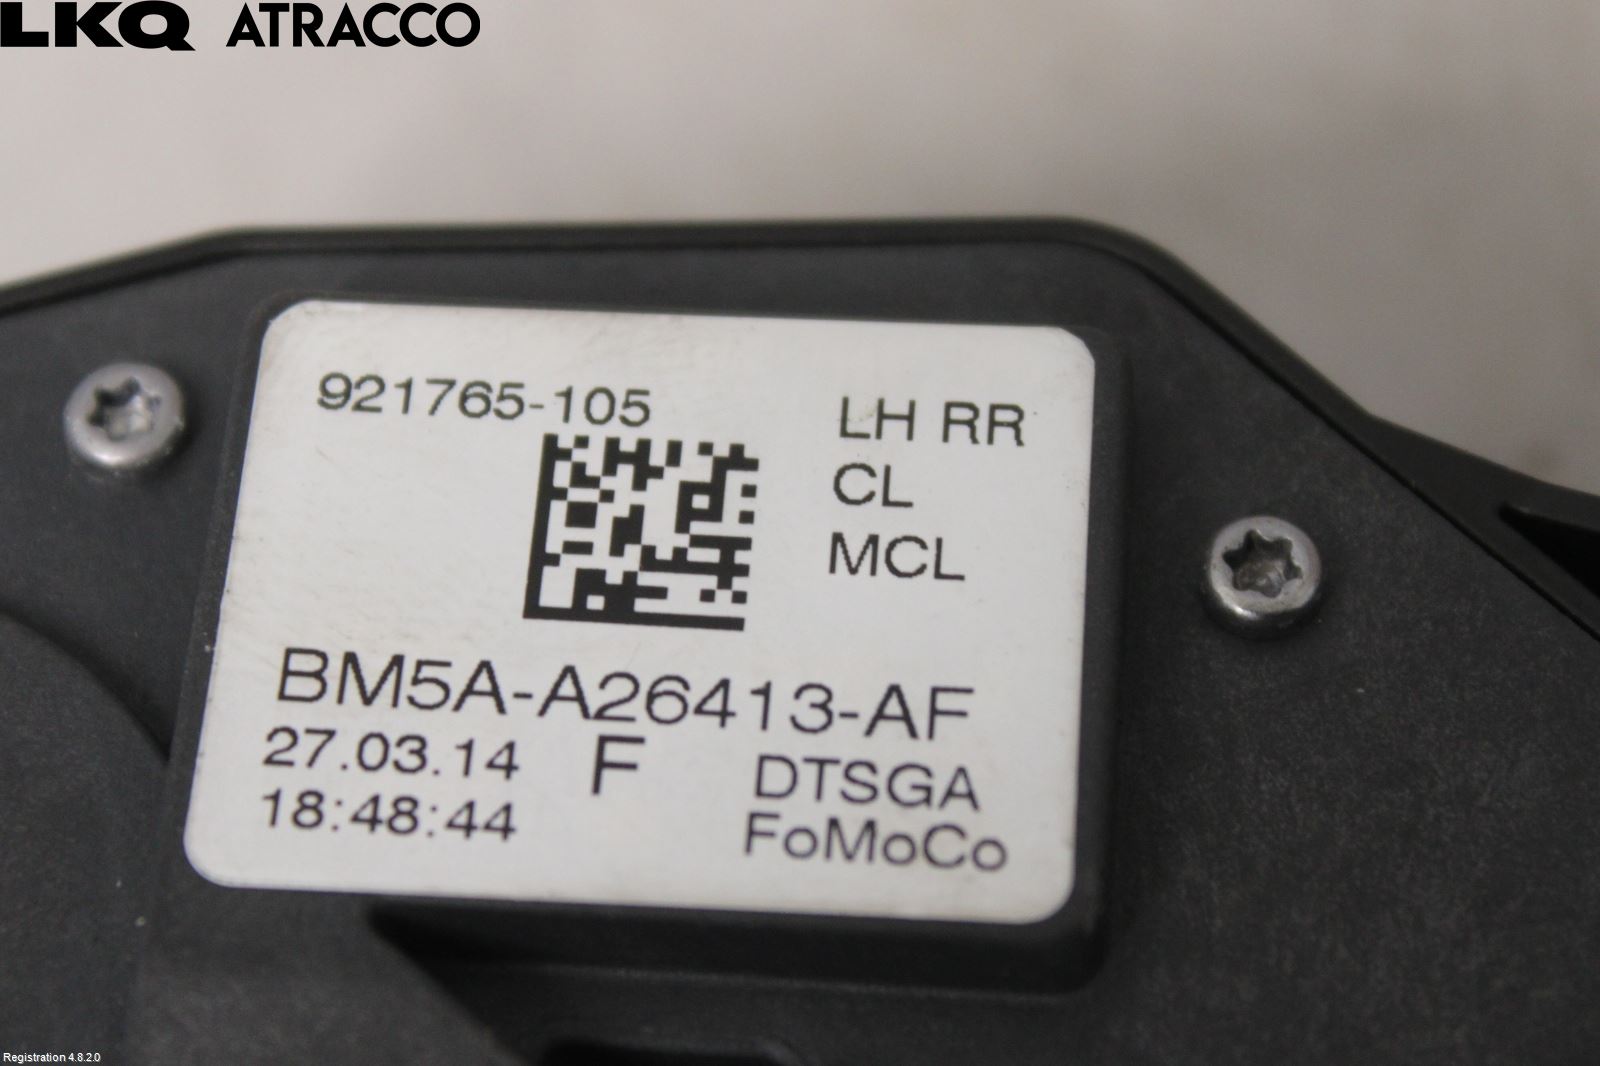 LKQ ATRACCO
921765-105
LH RR
CL
MCL
BM5A-A26413-AF
27.03.14 F DTSGA
18:48:44 FoMoCo
Registration 4.8.2.0